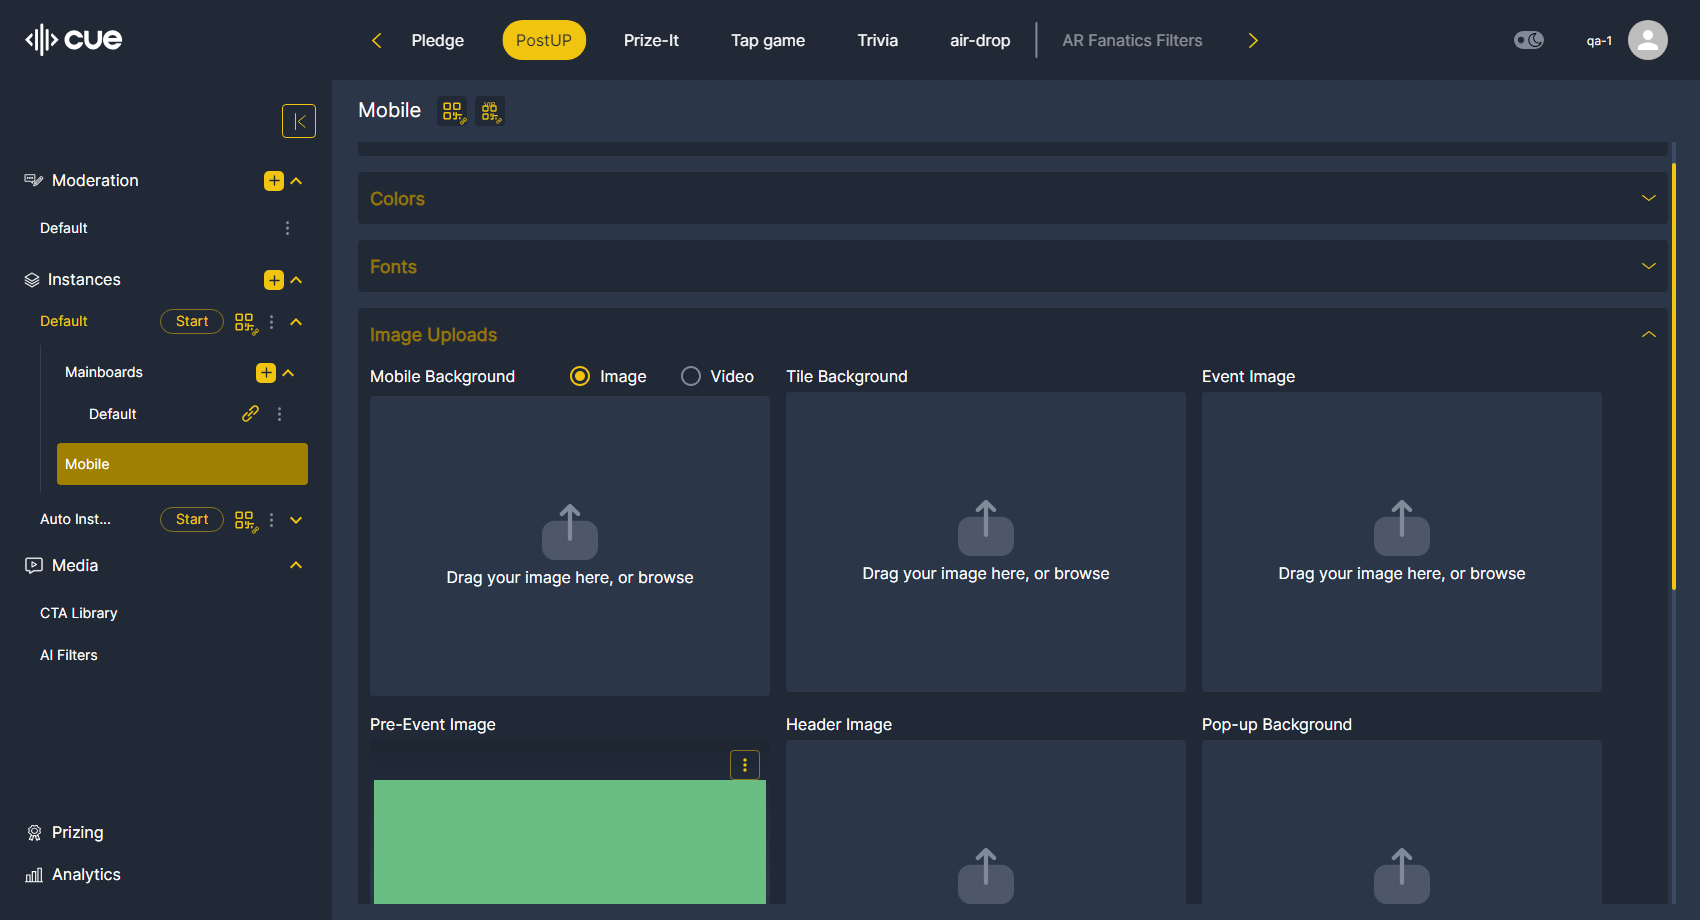 cue
Pledge
PostUP
Prize-It
Tap game
Trivia
air-drop
AR Fanatics Filters
qa-1
Moderation
Default
Instances
Default
Start
Mainboards
Default
Mobile
Auto Inst...
Start
Media
CTA Library
AI Filters
Prizing
Analytics
Mobile
VIP
Colors
Fonts
Image Uploads
Mobile Background
Image
Video
Tile Background
Event Image
Drag your image here, or browse
Drag your image here, or browse
Drag your image here, or browse
Pre-Event Image
Header Image
Pop-up Background